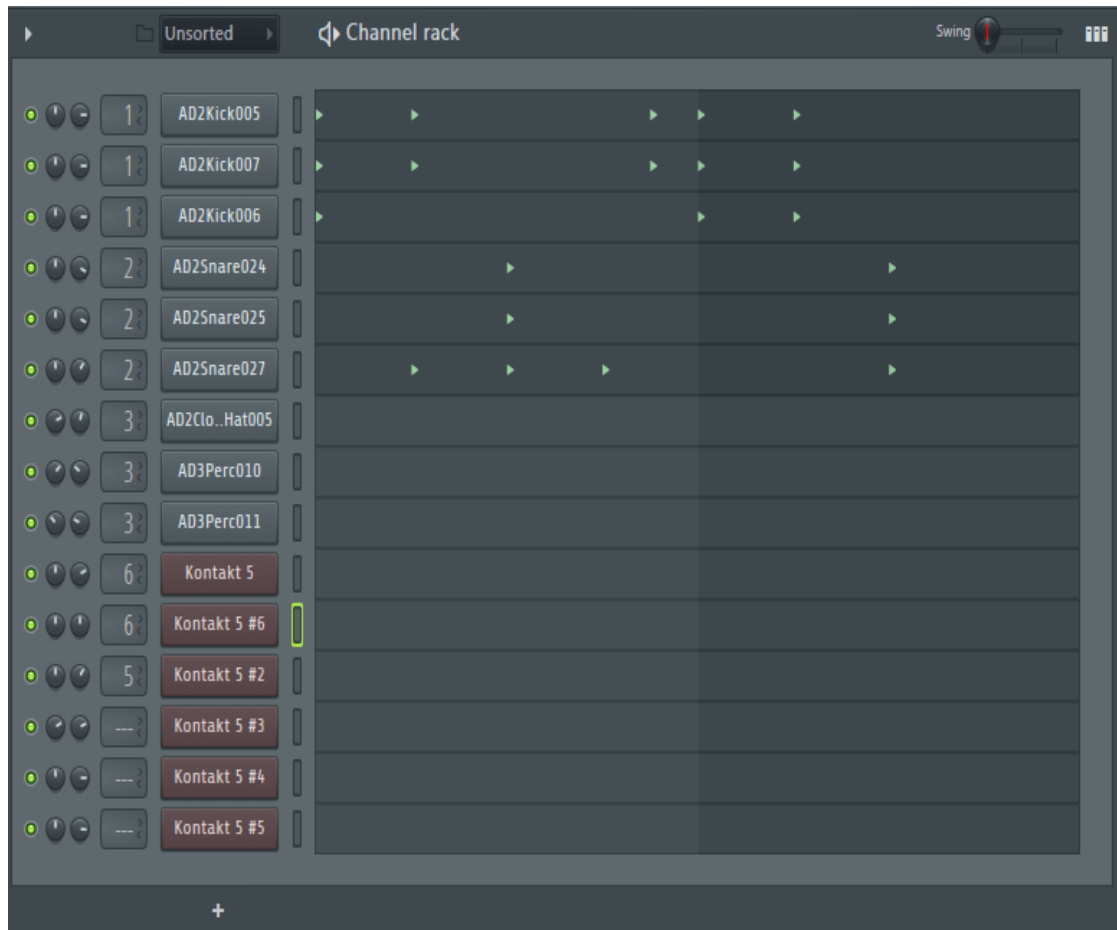 Unsorted Channel rack Swing
1 AD2Kick005
1 AD2Kick007
1 AD2Kick006
2 AD2Snare024
2 AD2Snare025
2 AD2Snare027
3 AD2Clo..Hat005
3 AD3Perc010
3 AD3Perc011
6 Kontakt 5
6 Kontakt 5 #6
5 Kontakt 5 #2
--- Kontakt 5 #3
--- Kontakt 5 #4
--- Kontakt 5 #5
+